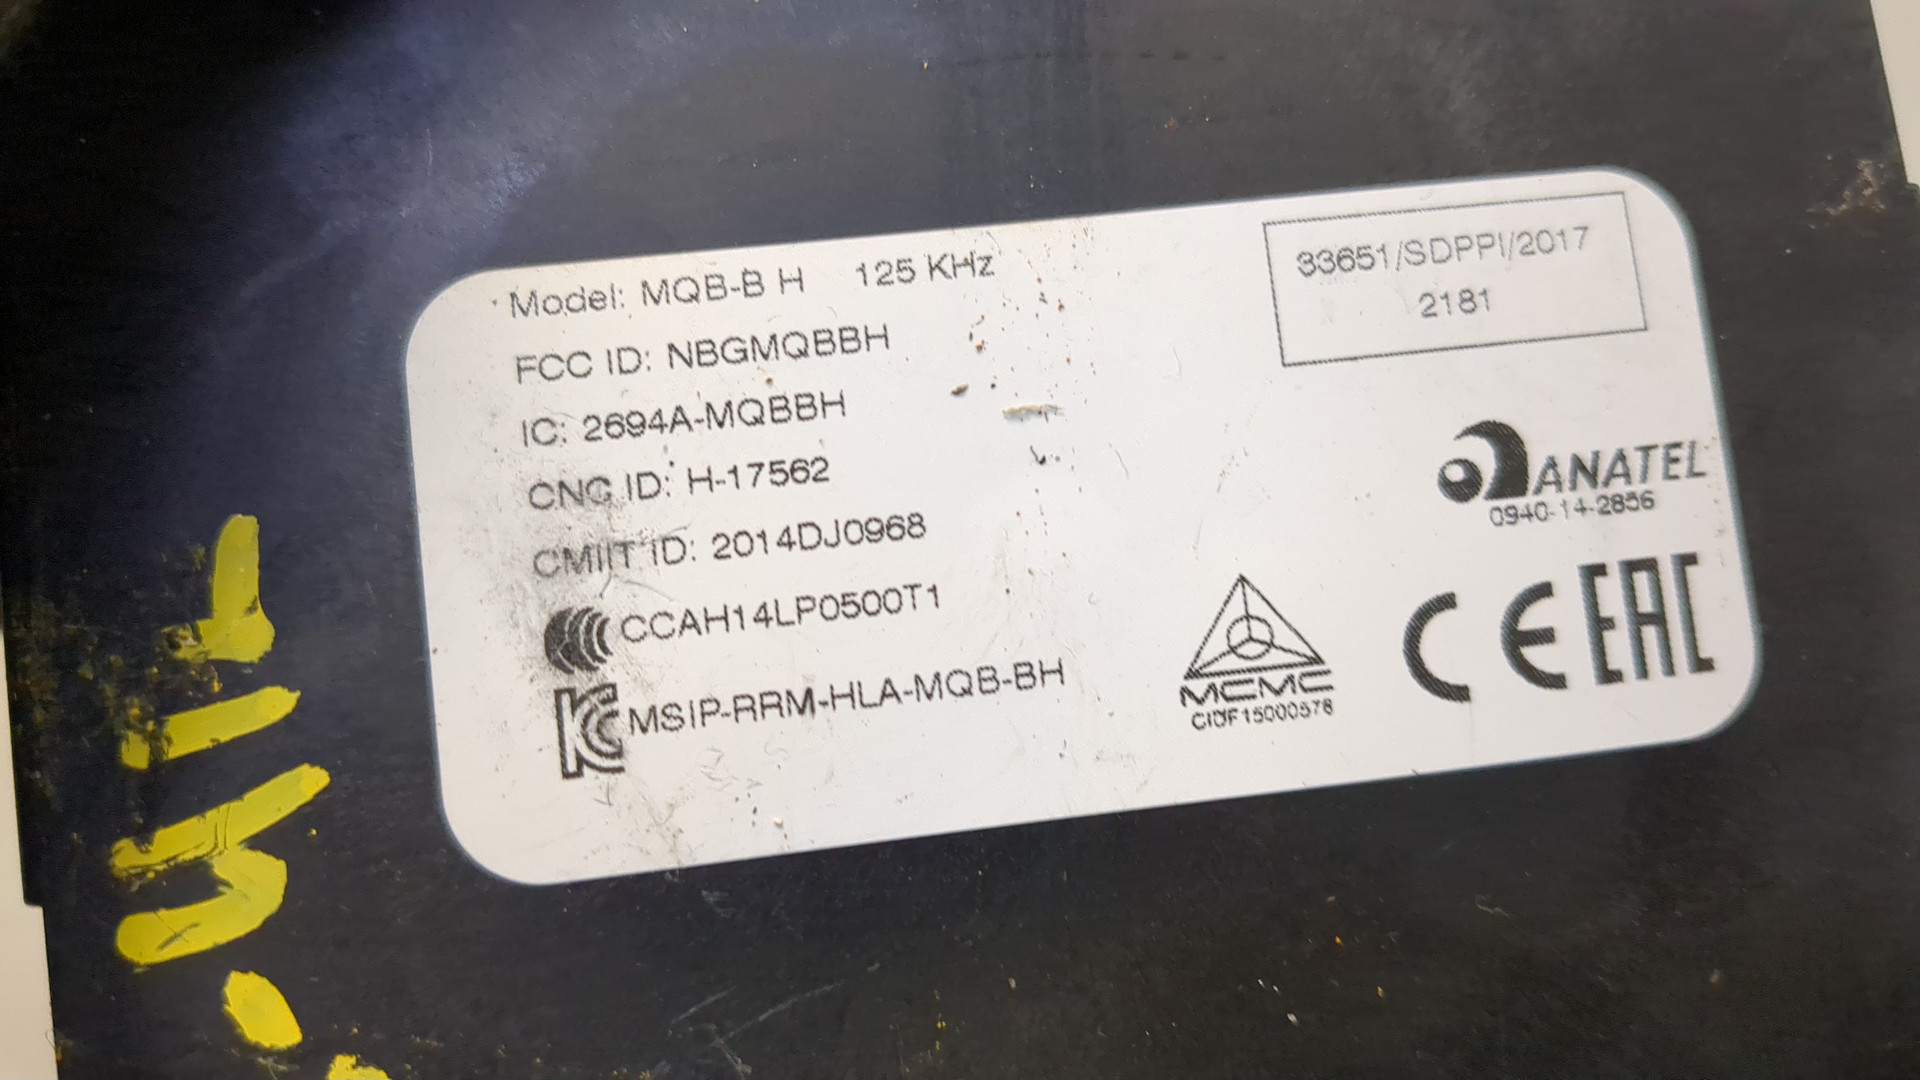 Model: MQB-B H 125 KHz
FCC ID: NBGMQBBH
IC: 2694A-MQBBH
CNC ID: H-17562
CMIIT ID: 2014DJ0968
CCAH14LP0500T1
MSIP-RRM-HLA-MQB-BH
33651/SDPPI/2017
2181
ANATEL
0940-14-2856
MCMC
CIDF15000578
CE EAC